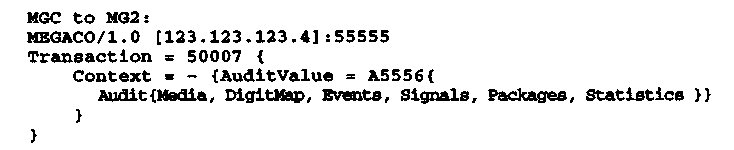 MGC to MG2:
MEGACO/1.0 [123.123.123.4]:55555
Transaction = 50007 {
Context = - {AuditValue = A5556{
Audit{Media, DigitMap, Events, Signals, Packages, Statistics }}
}
}